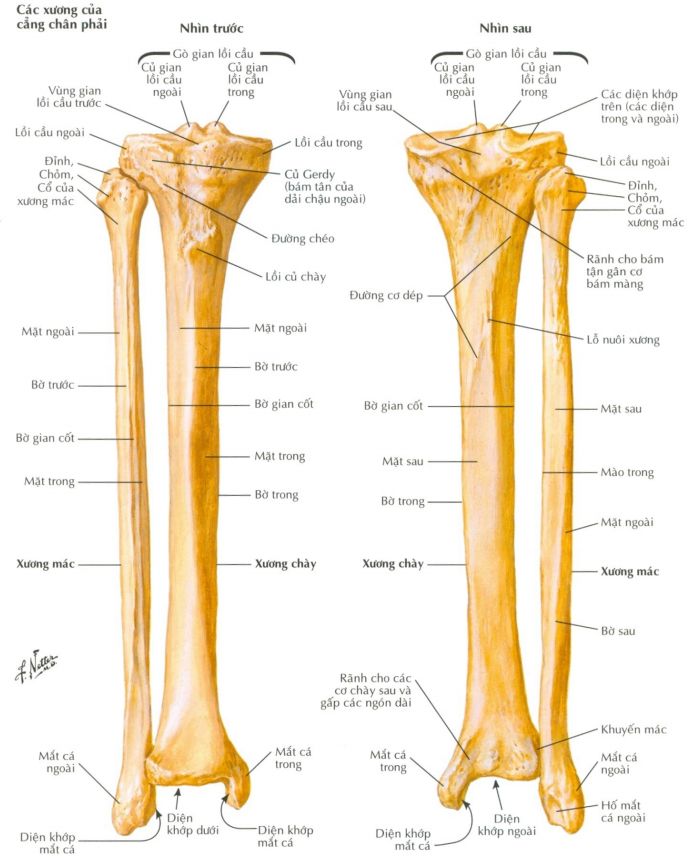 Các xương của
cẳng chân phải
Nhìn trước
Gò gian lồi cầu
Củ gian
lồi cầu
ngoài
Củ gian
lồi cầu
trong
Vùng gian
lồi cầu trước
Lồi cầu ngoài
Đỉnh,
Chỏm,
Cổ của
xương mác
Lồi cầu trong
Củ Gerdy
(bám tân của
dải chậu ngoài)
Đường chéo
Lồi củ chày
Mặt ngoài
Bờ trước
Bờ gian cốt
Mặt trong
Xương mác
Mặt ngoài
Bờ trước
Bờ gian cốt
Mặt trong
Bờ trong
Xương chày
Mắt cá
ngoài
Diện khớp
mắt cá
Diện
khớp dưới
Mắt cá
trong
Diện khớp
mắt cá
F. Netter
M.D.
Nhìn sau
Gò gian lồi cầu
Củ gian
lồi cầu
ngoài
Củ gian
lồi cầu
trong
Vùng gian
lồi cầu sau
Các diện khớp
trên (các diện
trong và ngoài)
Lồi cầu ngoài
Đỉnh,
Chỏm,
Cổ của
xương mác
Rãnh cho bám
tận gân cơ
bám màng
Đường cơ dép
Lỗ nuôi xương
Bờ gian cốt
Mặt sau
Bờ trong
Xương chày
Mặt sau
Mào trong
Mặt ngoài
Xương mác
Bờ sau
Rãnh cho các
cơ chày sau và
gấp các ngón dài
Mắt cá
trong
Diện khớp
mắt cá
Diện
khớp ngoài
Khuyến mác
Mắt cá
ngoài
Hố mắt
cá ngoài